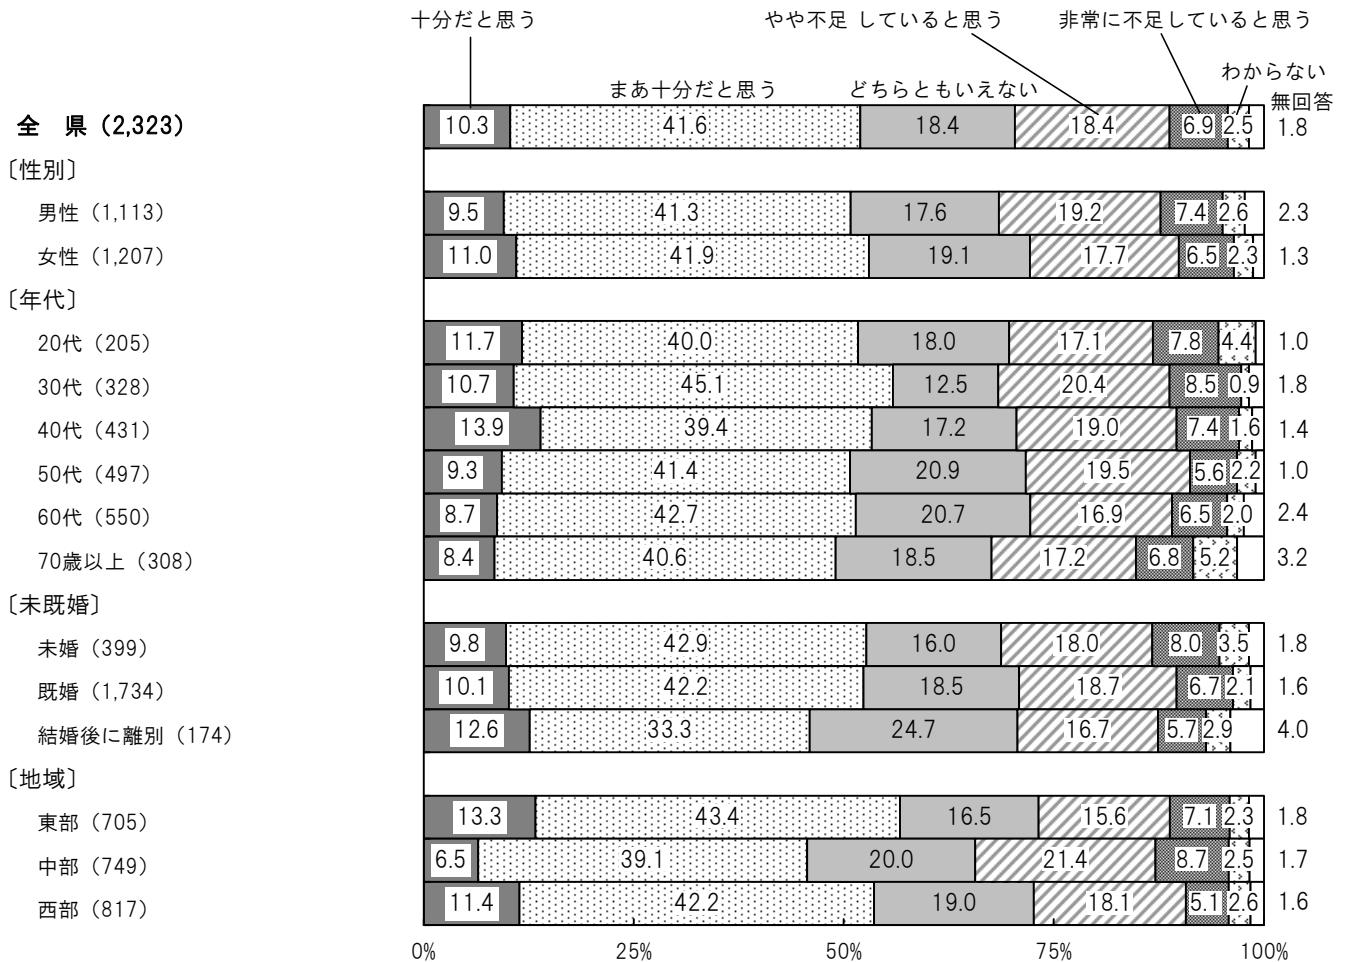 十分だと思う やや不足 していると思う 非常に不足していると思う
わからない
まあ十分だと思う どちらともいえない
無回答
全 県（2,323） 10.3 41.6 18.4 18.4 6.9 2.5 1.8
〔性別〕
男性（1,113） 9.5 41.3 17.6 19.2 7.4 2.6 2.3
女性（1,207） 11.0 41.9 19.1 17.7 6.5 2.3 1.3
〔年代〕
20代（205） 11.7 40.0 18.0 17.1 7.8 4.4 1.0
30代（328） 10.7 45.1 12.5 20.4 8.5 0.9 1.8
40代（431） 13.9 39.4 17.2 19.0 7.4 1.6 1.4
50代（497） 9.3 41.4 20.9 19.5 5.6 2.2 1.0
60代（550） 8.7 42.7 20.7 16.9 6.5 2.0 2.4
70歳以上（308） 8.4 40.6 18.5 17.2 6.8 5.2 3.2
〔未既婚〕
未婚（399） 9.8 42.9 16.0 18.0 8.0 3.5 1.8
既婚（1,734） 10.1 42.2 18.5 18.7 6.7 2.1 1.6
結婚後に離別（174） 12.6 33.3 24.7 16.7 5.7 2.9 4.0
〔地域〕
東部（705） 13.3 43.4 16.5 15.6 7.1 2.3 1.8
中部（749） 6.5 39.1 20.0 21.4 8.7 2.5 1.7
西部（817） 11.4 42.2 19.0 18.1 5.1 2.6 1.6
0% 25% 50% 75% 100%